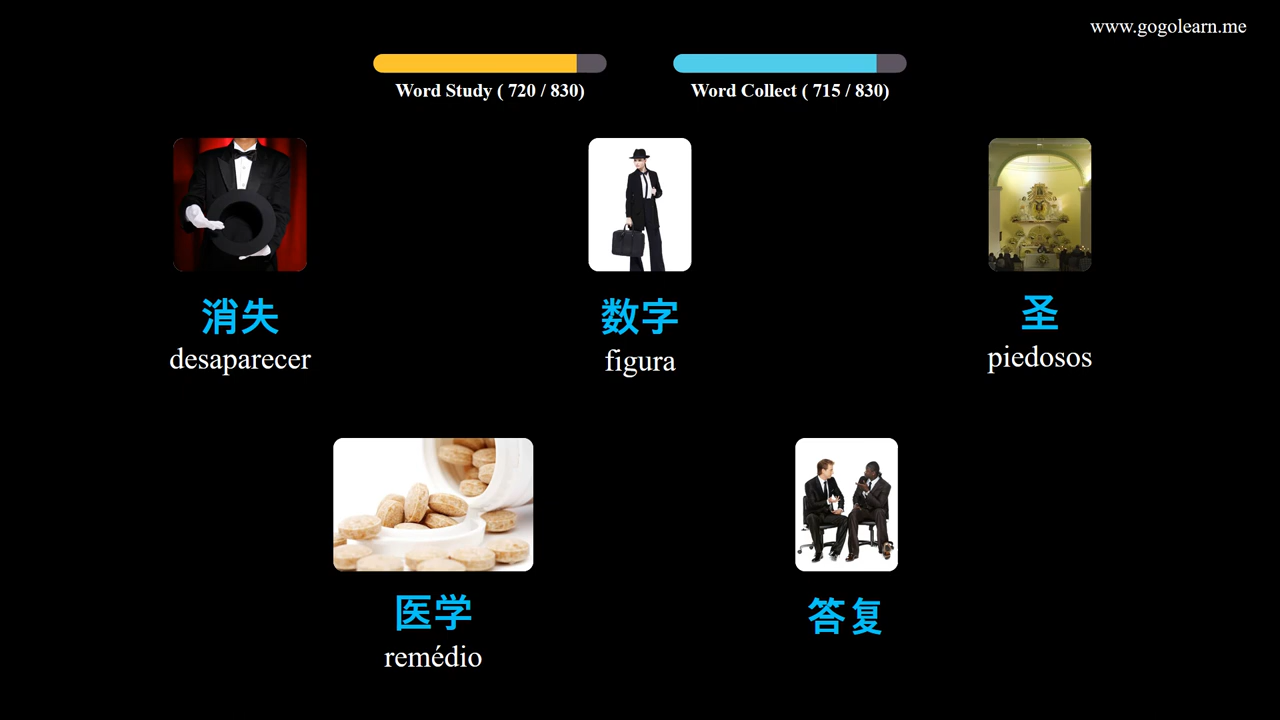 www.gogolearn.me
Word Study ( 720 / 830)
Word Collect ( 715 / 830)
消失
desaparecer
数字
figura
圣
piedosos
医学
remédio
答复